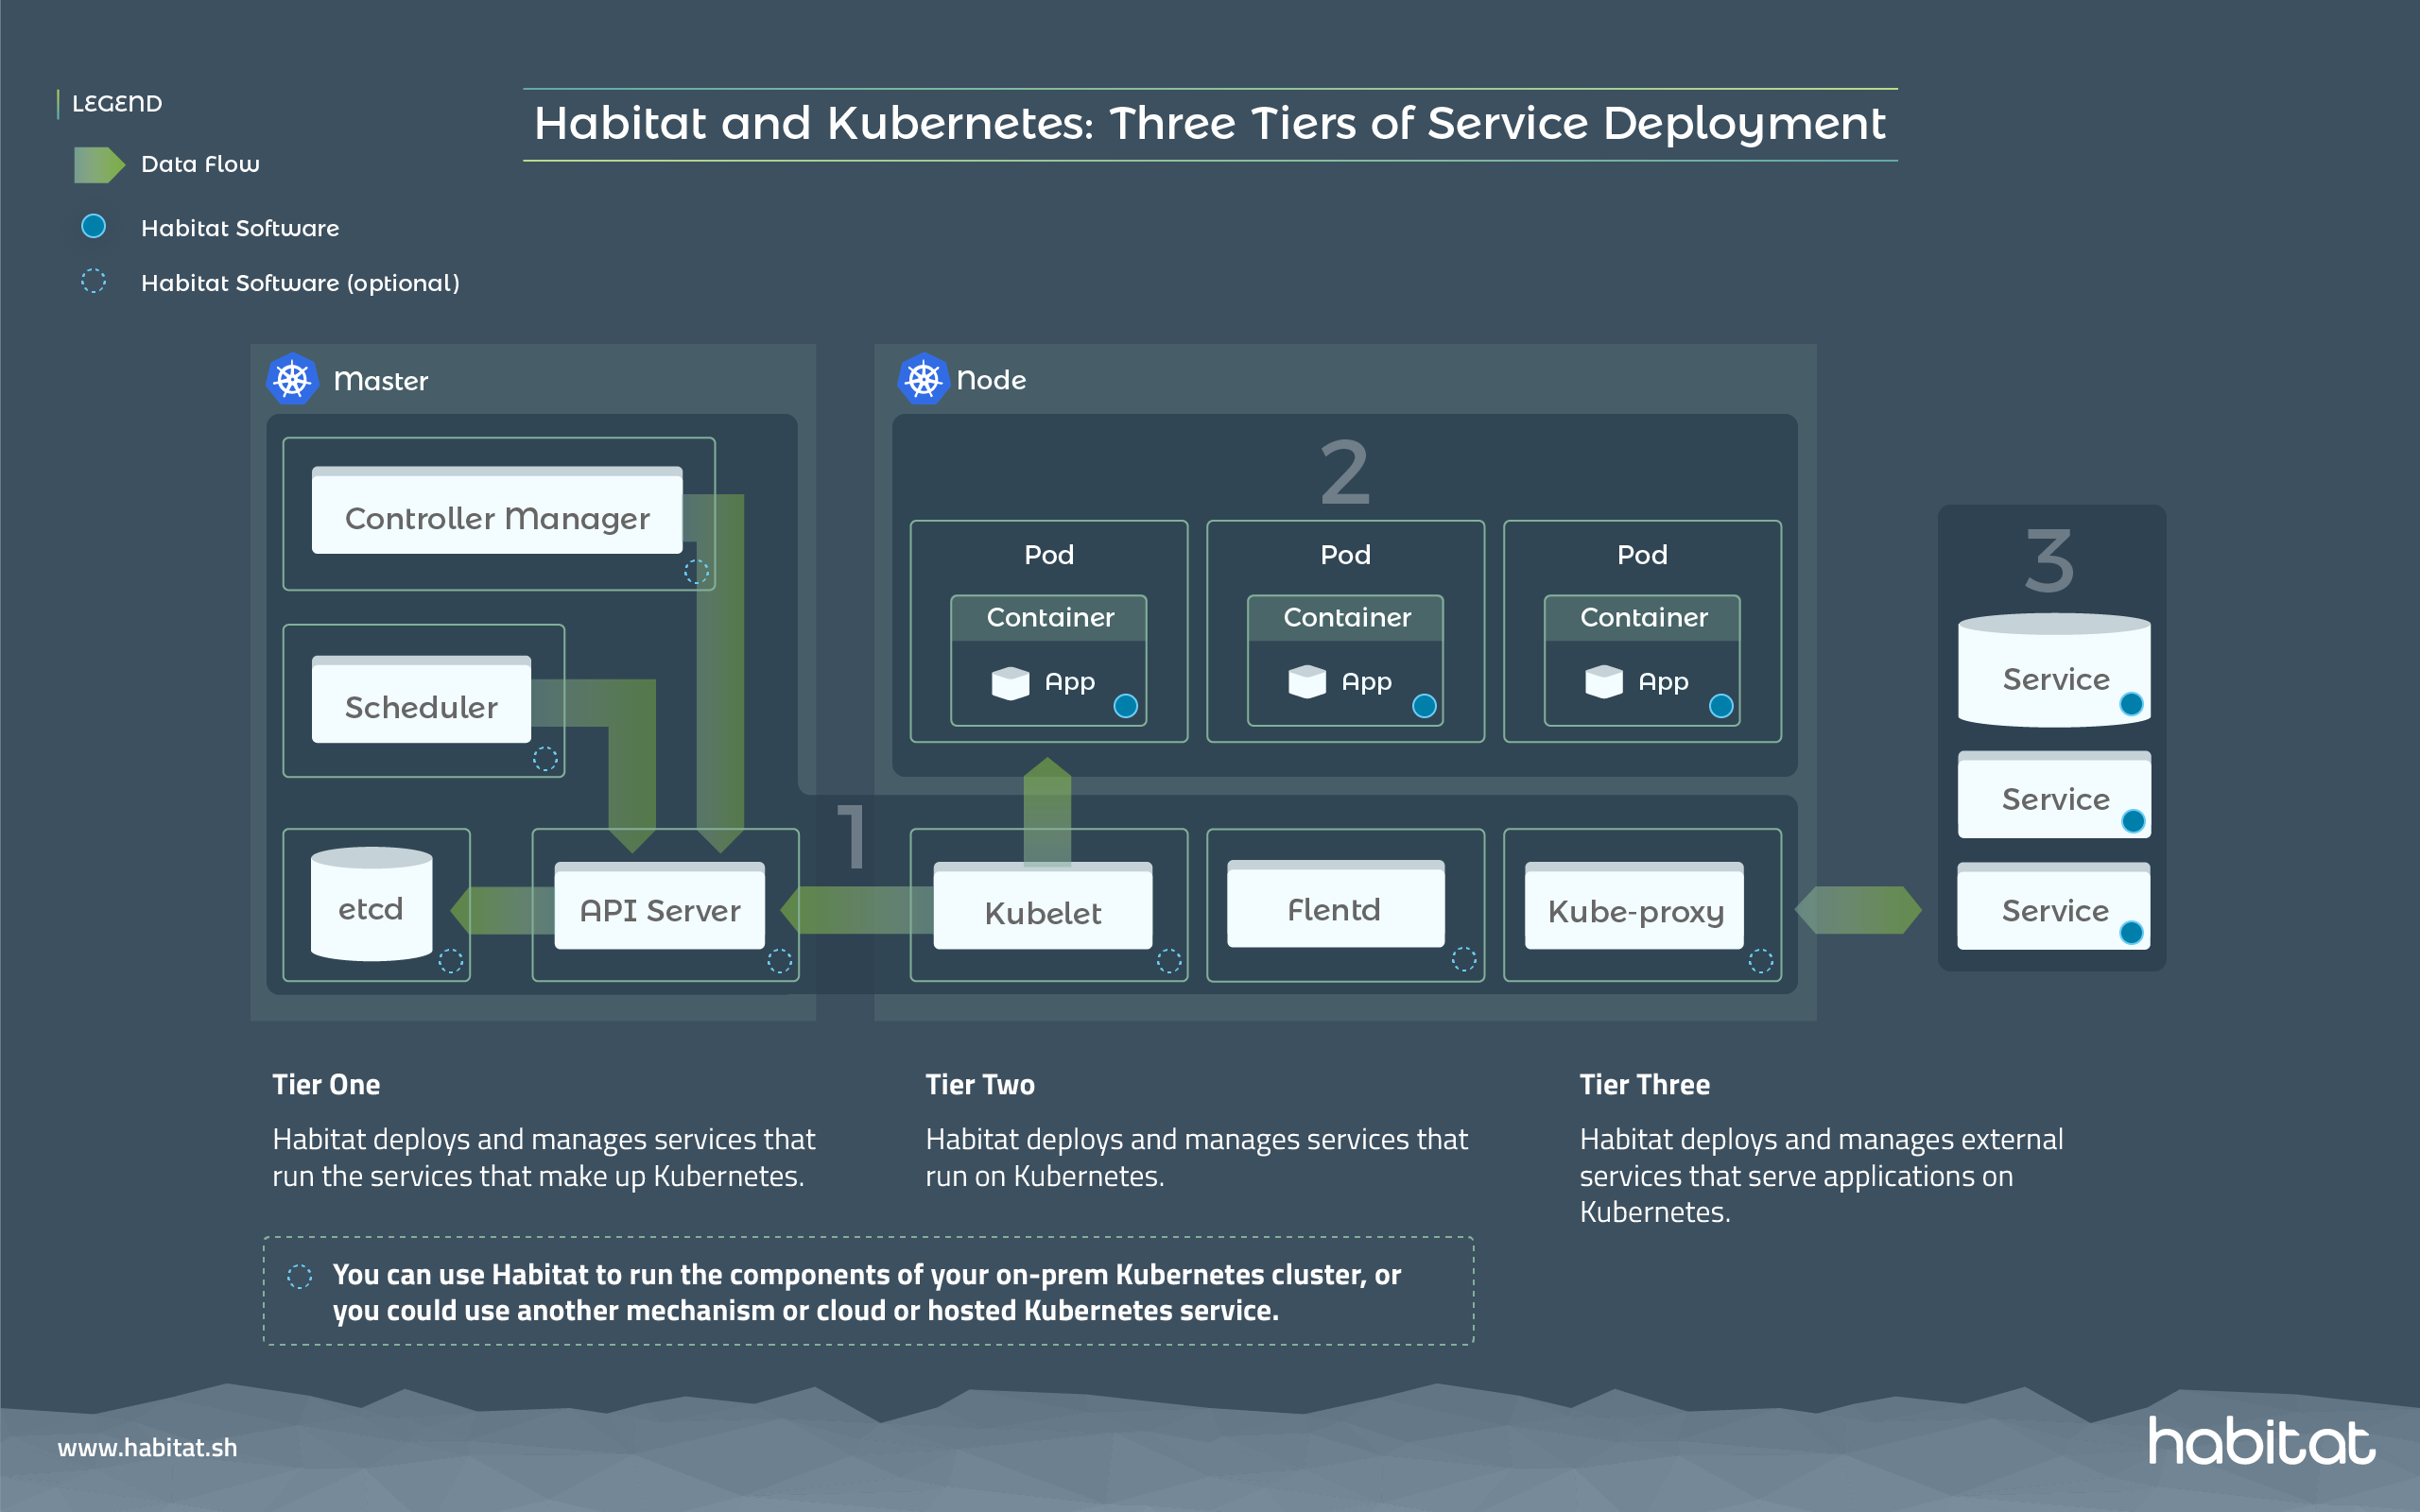 LEGEND
Data Flow
Habitat Software
Habitat Software (optional)
Habitat and Kubernetes: Three Tiers of Service Deployment
Master
Controller Manager
Scheduler
etcd
API Server
1
Node
2
Pod
Container
App
Pod
Container
App
Pod
Container
App
Kubelet
Flentd
Kube-proxy
3
Service
Service
Service
Tier One
Habitat deploys and manages services that
run the services that make up Kubernetes.
Tier Two
Habitat deploys and manages services that
run on Kubernetes.
Tier Three
Habitat deploys and manages external
services that serve applications on
Kubernetes.
You can use Habitat to run the components of your on-prem Kubernetes cluster, or
you could use another mechanism or cloud or hosted Kubernetes service.
www.habitat.sh
habitat